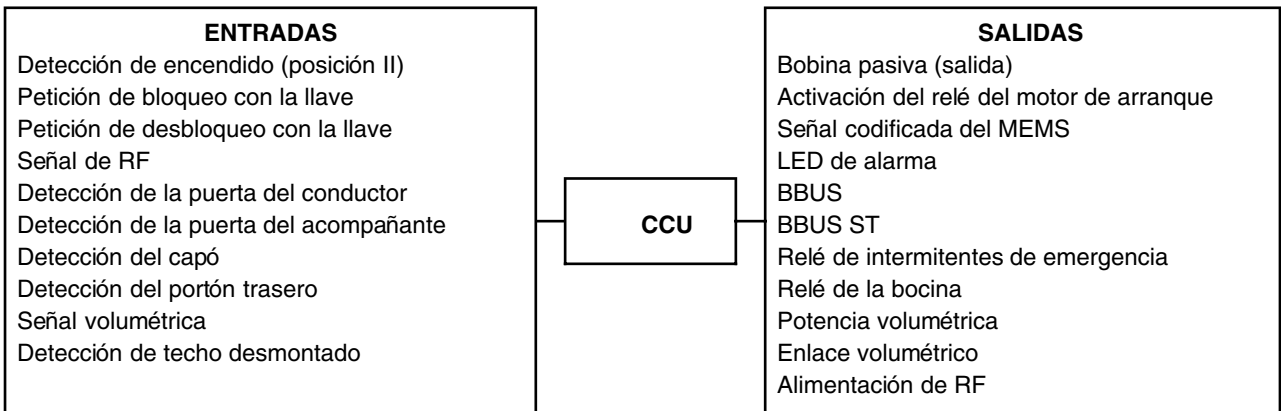 ENTRADAS
Detección de encendido (posición II)
Petición de bloqueo con la llave
Petición de desbloqueo con la llave
Señal de RF
Detección de la puerta del conductor
Detección de la puerta del acompañante
Detección del capó
Detección del portón trasero
Señal volumétrica
Detección de techo desmontado
CCU
SALIDAS
Bobina pasiva (salida)
Activación del relé del motor de arranque
Señal codificada del MEMS
LED de alarma
BBUS
BBUS ST
Relé de intermitentes de emergencia
Relé de la bocina
Potencia volumétrica
Enlace volumétrico
Alimentación de RF